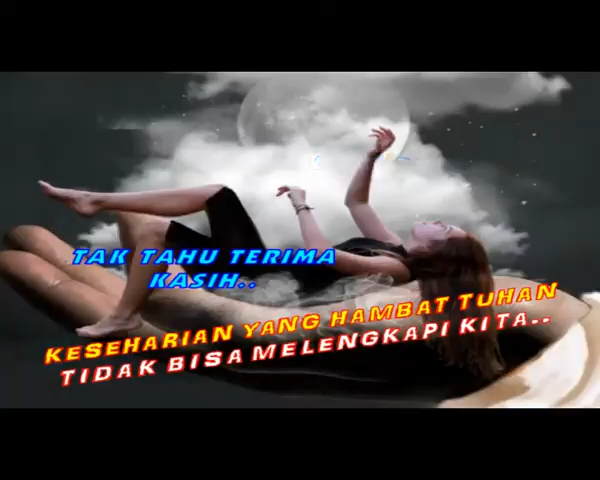 TAK TAHU TERIMA
KASIH..
KESEHARIAN YANG HAMBAT TUHAN
TIDAK BISA MELENGKAPI KITA..